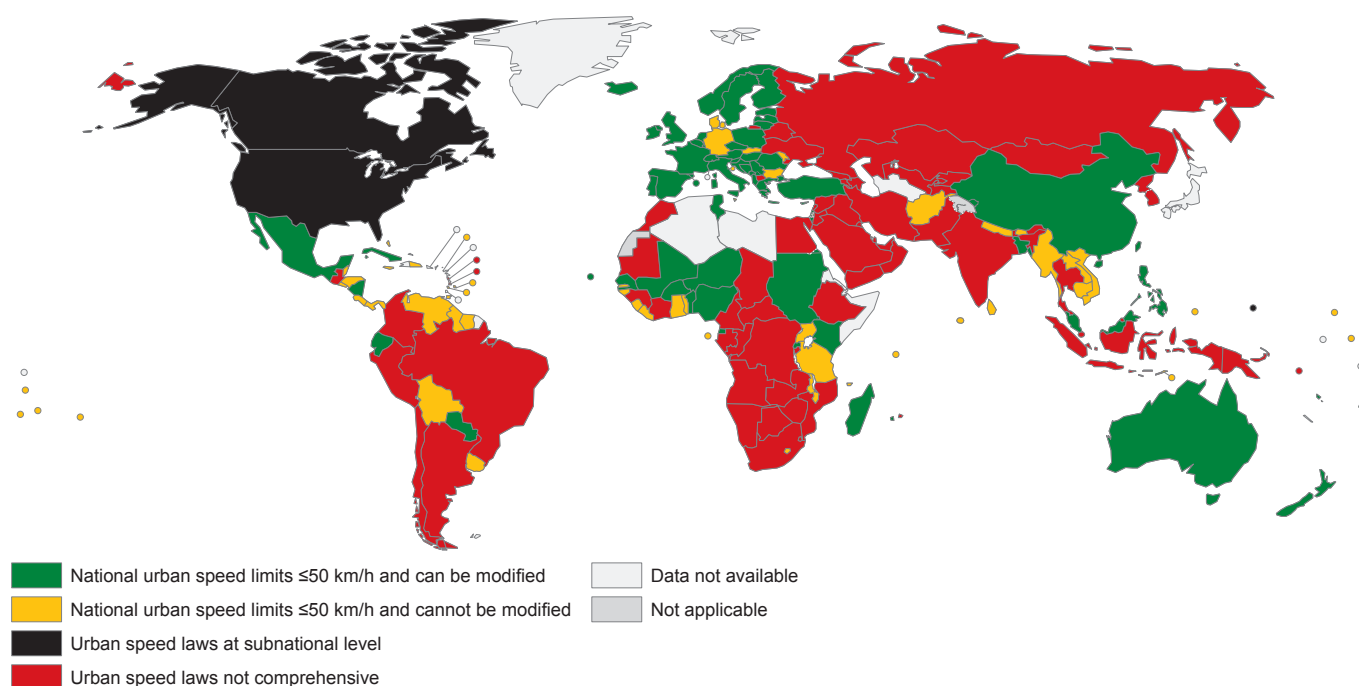 National urban speed limits ≤50 km/h and can be modified
National urban speed limits ≤50 km/h and cannot be modified
Urban speed laws at subnational level
Urban speed laws not comprehensive
Data not available
Not applicable